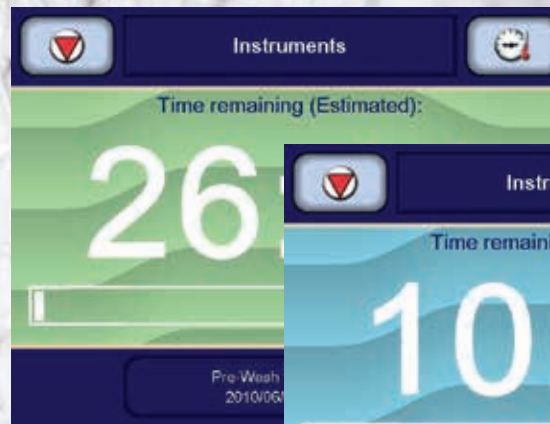 Instruments
Time remaining (Estimated):
26:
Pre-Wash
2010/06/
Instr
Time remaini
10